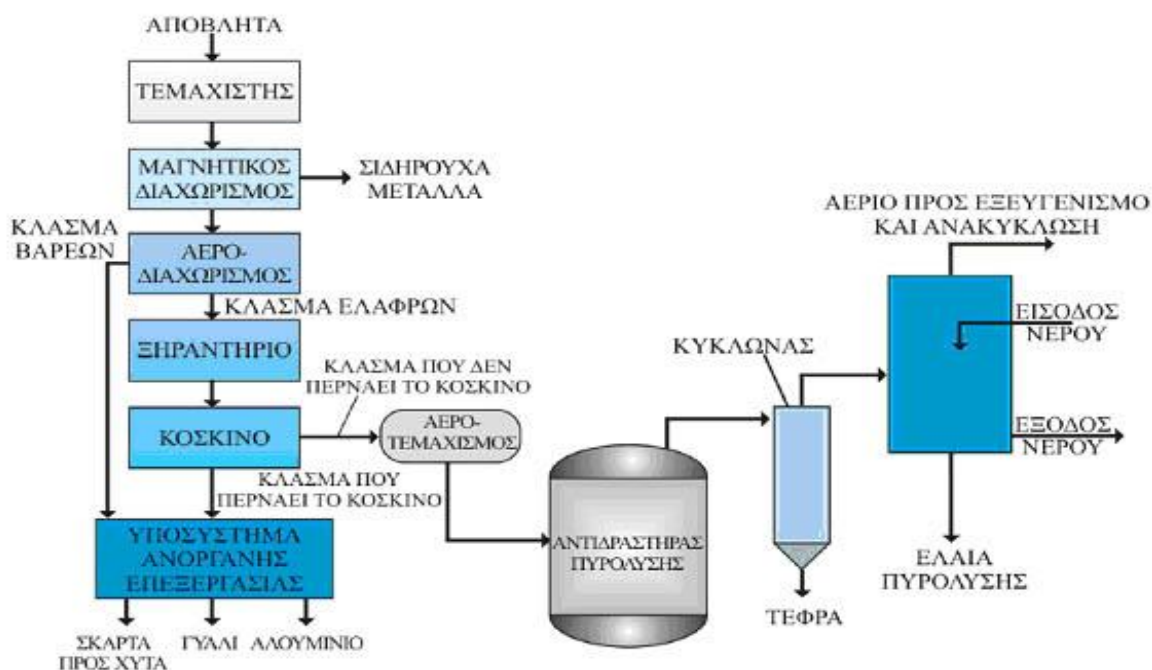 ΑΠΟΒΛΗΤΑ
ΤΕΜΑΧΙΣΤΗΣ
ΜΑΓΝΗΤΙΚΟΣ
ΔΙΑΧΩΡΙΣΜΟΣ
ΣΙΔΗΡΟΥΧΑ
ΜΕΤΑΛΛΑ
ΚΛΑΣΜΑ
ΒΑΡΕΩΝ
ΑΕΡΟ-
ΔΙΑΧΩΡΙΣΜΟΣ
ΚΛΑΣΜΑ ΕΛΑΦΡΩΝ
ΞΗΡΑΝΤΗΡΙΟ
ΚΛΑΣΜΑ ΠΟΥ ΔΕΝ
ΠΕΡΝΑΕΙ ΤΟ ΚΟΣΚΙΝΟ
ΚΟΣΚΙΝΟ
ΑΕΡΟ-
ΤΕΜΑΧΙΣΜΟΣ
ΚΛΑΣΜΑ ΠΟΥ
ΠΕΡΝΑΕΙ ΤΟ ΚΟΣΚΙΝΟ
ΥΠΟΣΥΣΤΗΜΑ
ΑΝΟΡΓΑΝΗΣ
ΕΠΕΞΕΡΓΑΣΙΑΣ
ΣΚΑΡΤΑ
ΠΡΟΣ ΧΥΤΑ
ΓΥΑΛΙ
ΑΛΟΥΜΙΝΙΟ
ΑΝΤΙΔΡΑΣΤΗΡΑΣ
ΠΥΡΟΛΥΣΗΣ
ΚΥΚΛΩΝΑΣ
ΤΕΦΡΑ
ΑΕΡΙΟ ΠΡΟΣ ΕΞΕΥΓΕΝΙΣΜΟ
ΚΑΙ ΑΝΑΚΥΚΛΩΣΗ
ΕΙΣΟΔΟΣ
ΝΕΡΟΥ
ΕΞΟΔΟΣ
ΝΕΡΟΥ
ΕΛΑΙΑ
ΠΥΡΟΛΥΣΗΣ